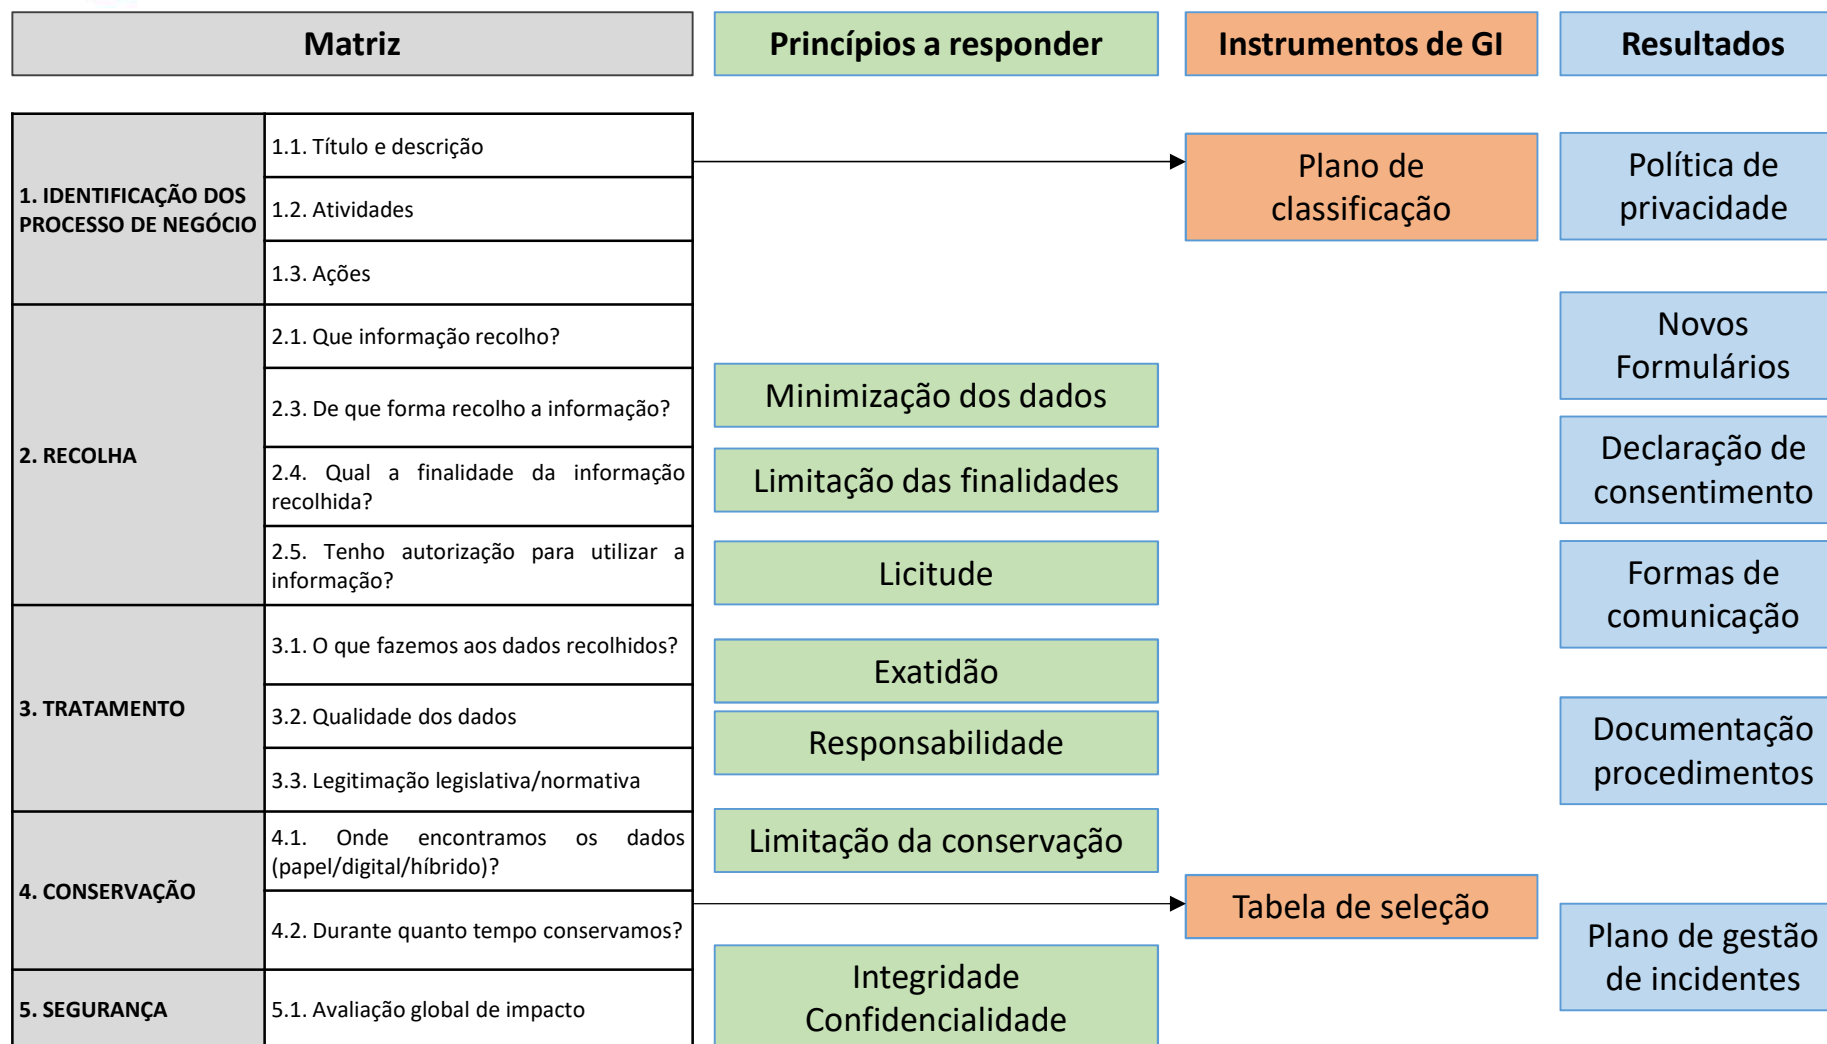 Matriz
Princípios a responder
Instrumentos de GI
Resultados
1. IDENTIFICAÇÃO DOS
PROCESSO DE NEGÓCIO
1.1. Título e descrição
1.2. Atividades
1.3. Ações
2. RECOLHA
2.1. Que informação recolho?
2.3. De que forma recolho a informação?
2.4. Qual a finalidade da informação
recolhida?
2.5. Tenho autorização para utilizar a
informação?
3. TRATAMENTO
3.1. O que fazemos aos dados recolhidos?
3.2. Qualidade dos dados
3.3. Legitimação legislativa/normativa
4. CONSERVAÇÃO
4.1. Onde encontramos os dados
(papel/digital/híbrido)?
4.2. Durante quanto tempo conservamos?
5. SEGURANÇA
5.1. Avaliação global de impacto
Minimização dos dados
Limitação das finalidades
Licitude
Exatidão
Responsabilidade
Limitação da conservação
Integridade
Confidencialidade
Plano de
classificação
Tabela de seleção
Política de
privacidade
Novos
Formulários
Declaração de
consentimento
Formas de
comunicação
Documentação
procedimentos
Plano de gestão
de incidentes